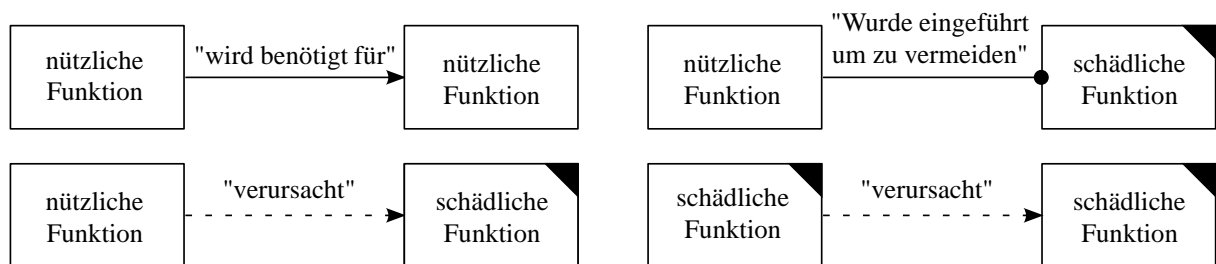 nützliche
Funktion
"wird benötigt für"
nützliche
Funktion
nützliche
Funktion
"Wurde eingeführt
um zu vermeiden"
schädliche
Funktion
nützliche
Funktion
"verursacht"
schädliche
Funktion
schädliche
Funktion
"verursacht"
schädliche
Funktion